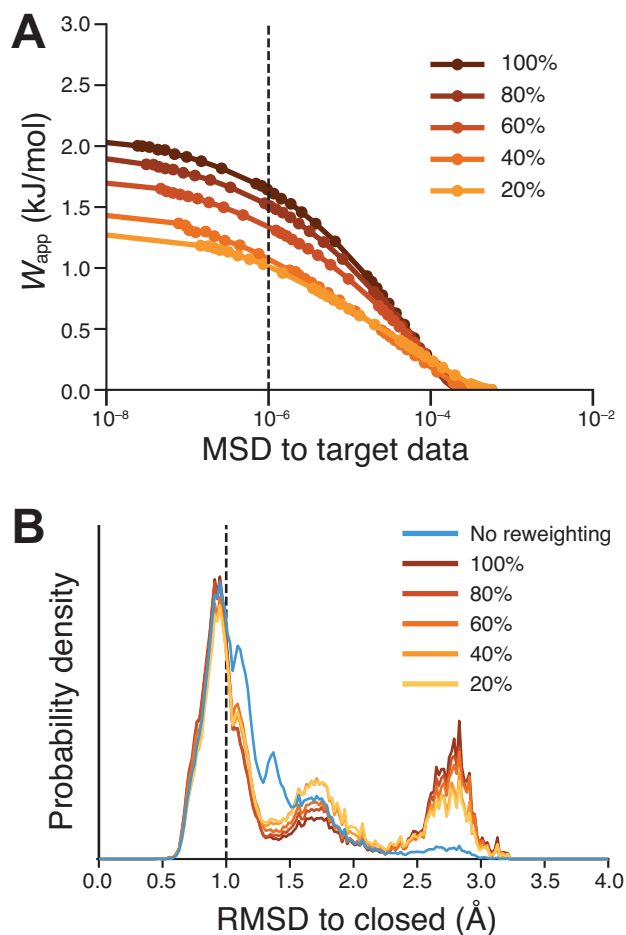 A
3.0
2.5
2.0
1.5
1.0
0.5
0.0
Wapp (kJ/mol)
100%
80%
60%
40%
20%
10⁻⁸
10⁻⁶
10⁻⁴
10⁻²
MSD to target data
B
Probability density
No reweighting
100%
80%
60%
40%
20%
0.0 0.5 1.0 1.5 2.0 2.5 3.0 3.5 4.0
RMSD to closed (Å)